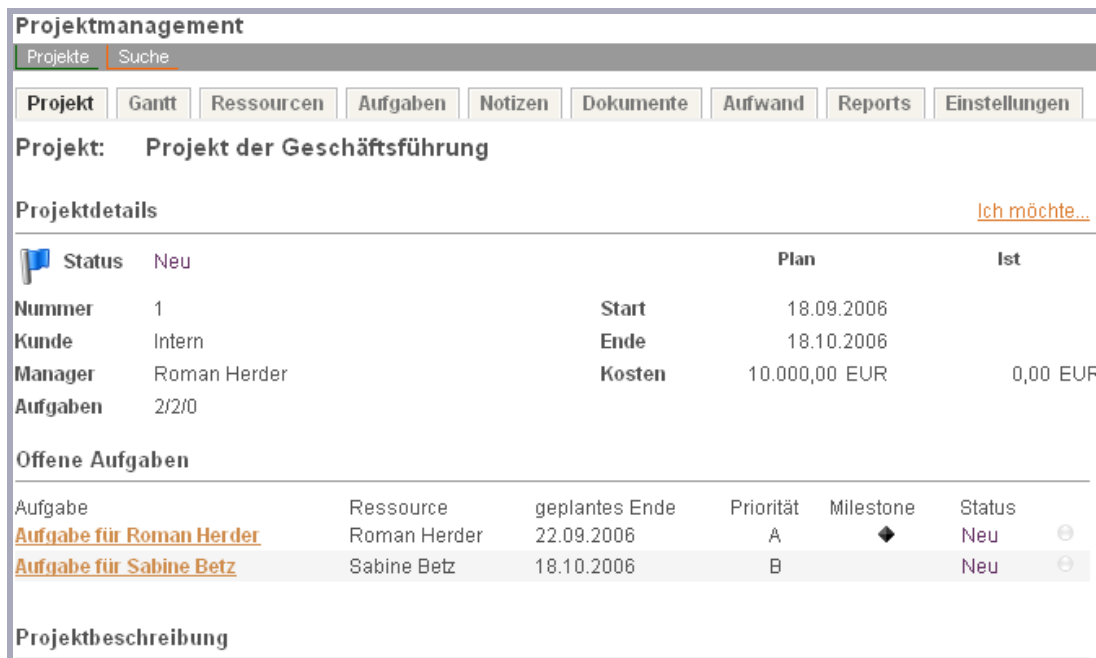 Projektmanagement
Projekte Suche
Projekt Gantt Ressourcen Aufgaben Notizen Dokumente Aufwand Reports Einstellungen
Projekt: Projekt der Geschäftsführung
Projektdetails Ich möchte...
Status Neu Plan Ist
Nummer 1 Start 18.09.2006
Kunde Intern Ende 18.10.2006
Manager Roman Herder Kosten 10.000,00 EUR 0,00 EUR
Aufgaben 2/2/0
Offene Aufgaben
Aufgabe Ressource geplantes Ende Priorität Milestone Status
Aufgabe für Roman Herder Roman Herder 22.09.2006 A Neu
Aufgabe für Sabine Betz Sabine Betz 18.10.2006 B Neu
Projektbeschreibung